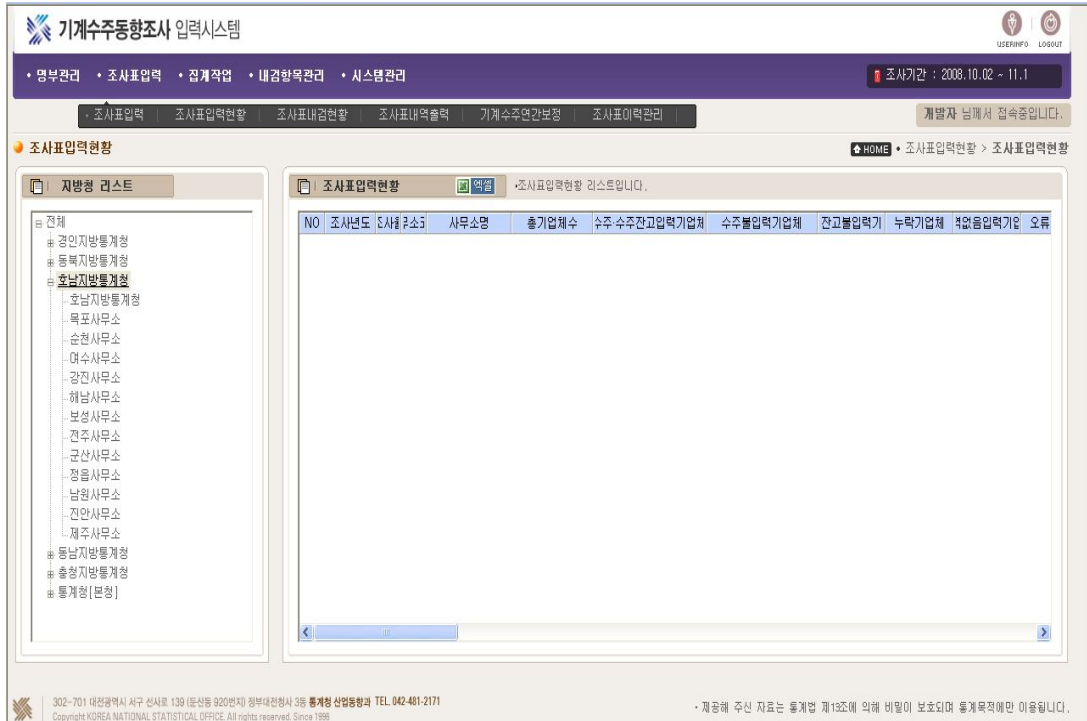 기계수주동향조사 입력시스템
USERINFO LOGOUT
• 명부관리 • 조사표입력 • 집계작업 • 내검항목관리 • 시스템관리
조사기간 : 2008.10.02 ~ 11.1
· 조사표입력 | 조사표입력현황 | 조사표내검현황 | 조사표내역출력 | 기계수주연간보정 | 조사표이력관리 |
개발자 님께서 접속중입니다.
조사표입력현황
HOME • 조사표입력현황 > 조사표입력현황
지방청 리스트
조사표입력현황 엑셀 •조사표입력현황 리스트입니다.
NO 조사년도 사무소명 총기업체수 수주·수주잔고입력기업체 수주불입력기업체 잔고불입력기 누락기업체 오류
전체
경인지방통계청
동북지방통계청
호남지방통계청
호남지방통계청
목포사무소
순천사무소
여수사무소
강진사무소
해남사무소
보성사무소
전주사무소
군산사무소
정읍사무소
남원사무소
진안사무소
제주사무소
동남지방통계청
충청지방통계청
통계청[본청]
302-701 대전광역시 서구 선사로 139 (둔산동 920번지) 정부대전청사 3동 통계청 산업동향과 TEL. 042-481-2171
Copyright KOREA NATIONAL STATISTICAL OFFICE. All rights reserved. Since 1996
• 제공해 주신 자료는 통계법 제13조에 의해 비밀이 보호되며 통계목적에만 이용됩니다.